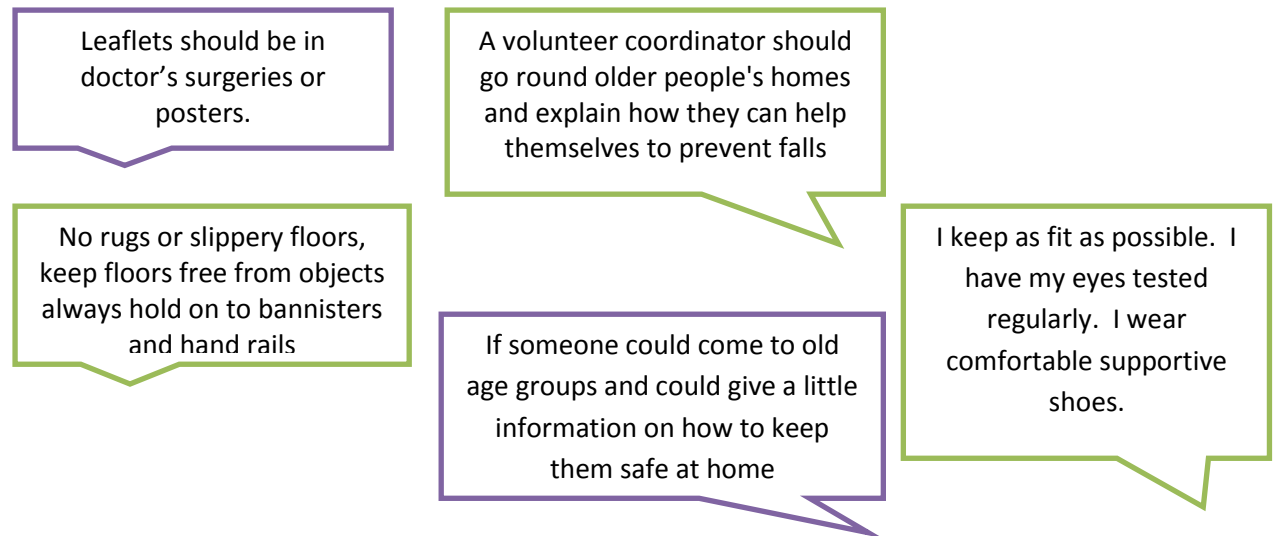 Leaflets should be in
doctor’s surgeries or
posters.
A volunteer coordinator should
go round older people's homes
and explain how they can help
themselves to prevent falls
No rugs or slippery floors,
keep floors free from objects
always hold on to bannisters
and hand rails
If someone could come to old
age groups and could give a little
information on how to keep
them safe at home
I keep as fit as possible.  I
have my eyes tested
regularly.  I wear
comfortable supportive
shoes.